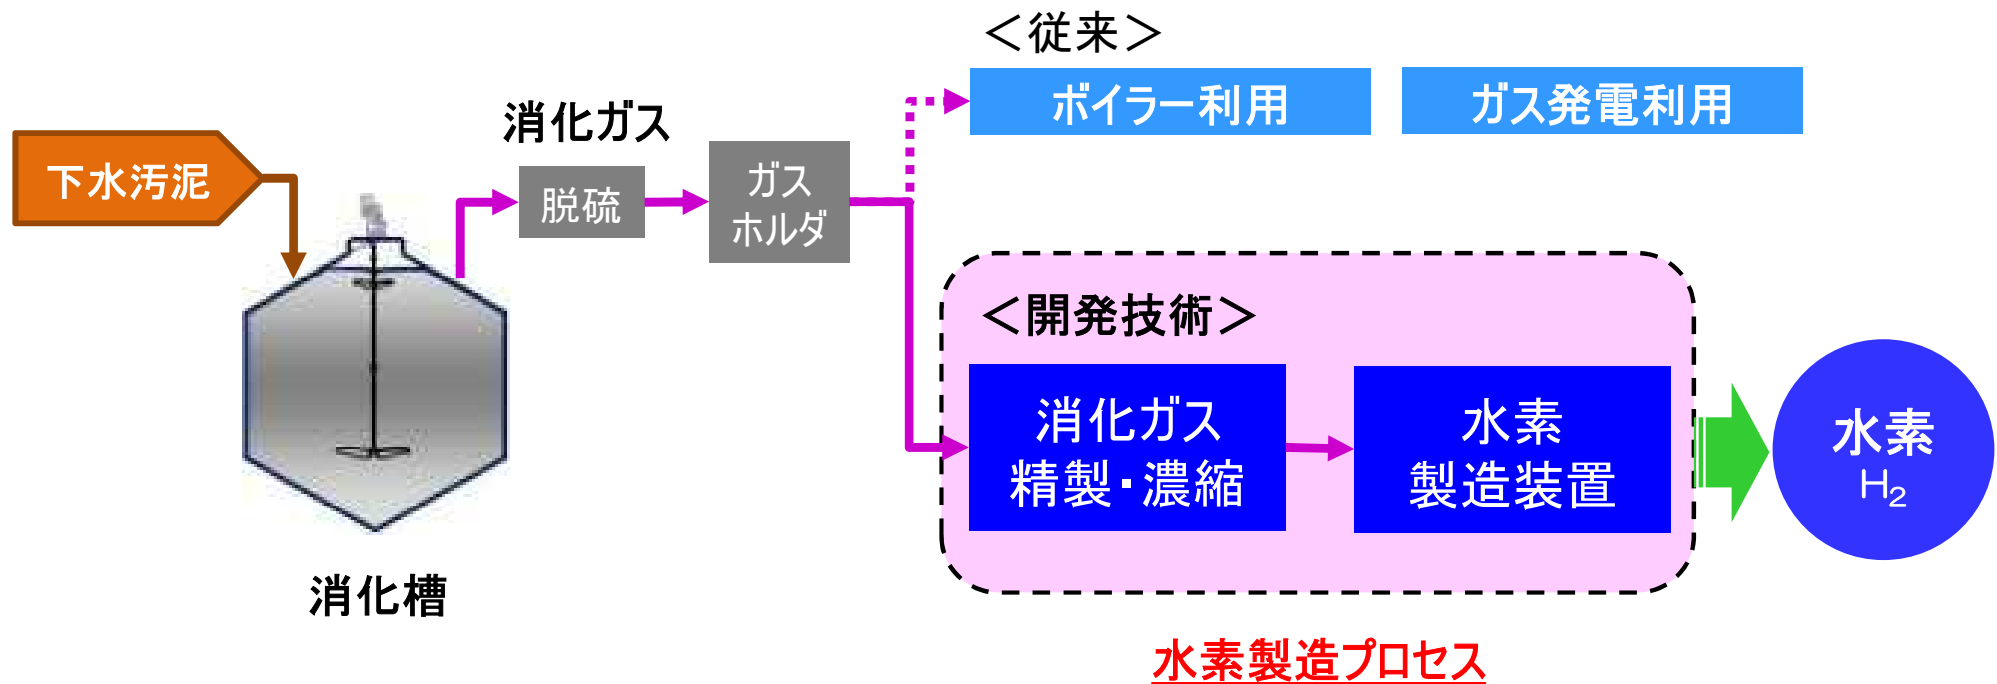 ＜従来＞
ボイラー利用
ガス発電利用
消化ガス
下水汚泥
脱硫
ガス
ホルダ
＜開発技術＞
消化ガス
精製・濃縮
水素
製造装置
水素
H₂
消化槽
水素製造プロセス